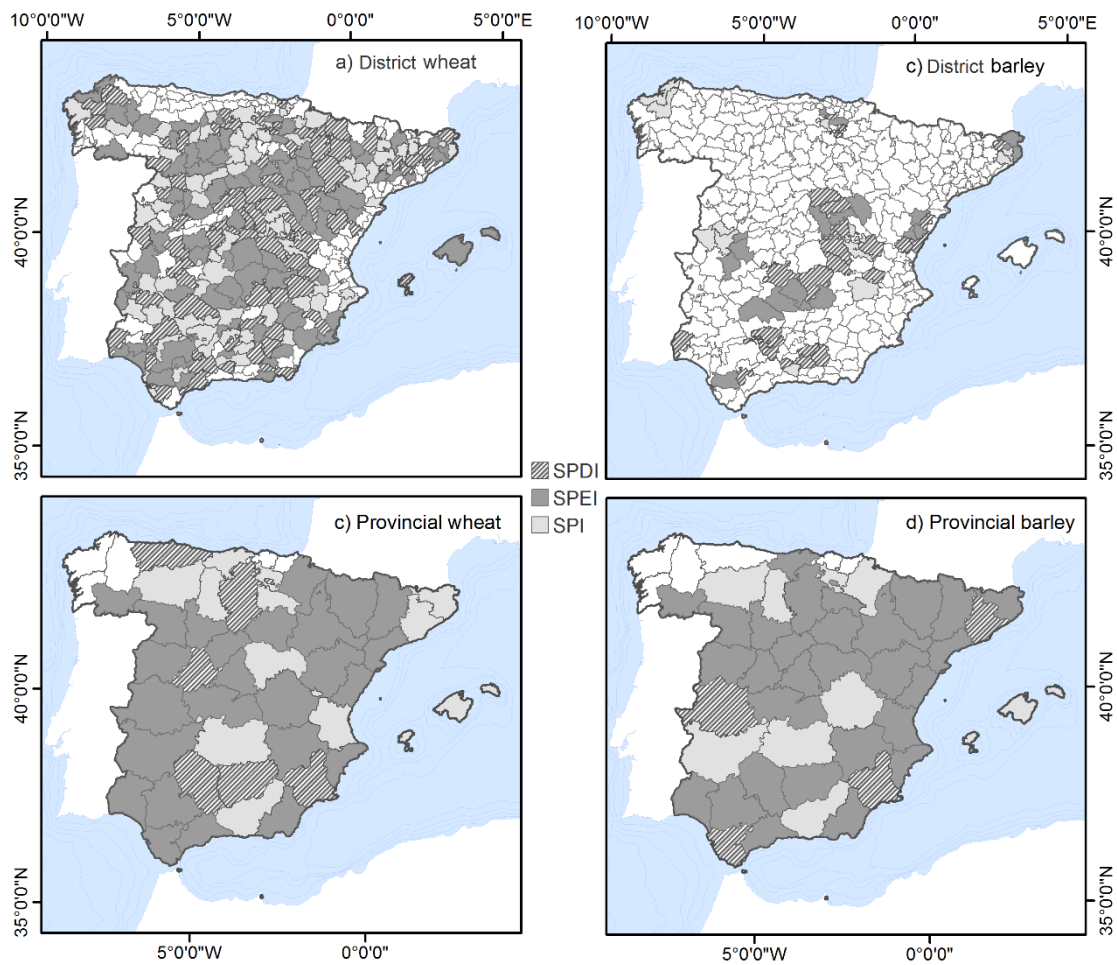 10°0'0"W 5°0'0"W 0°0'0" 5°0'0"E
10°0'0"W 5°0'0"W 0°0'0" 5°0'0"E
a) District wheat
c) District barley
40°0'0"N
40°0'0"N
35°0'0"N
35°0'0"N
SPDI
SPEI
SPI
c) Provincial wheat
d) Provincial barley
40°0'0"N
40°0'0"N
35°0'0"N
35°0'0"N
5°0'0"W 0°0'0"
5°0'0"W 0°0'0"